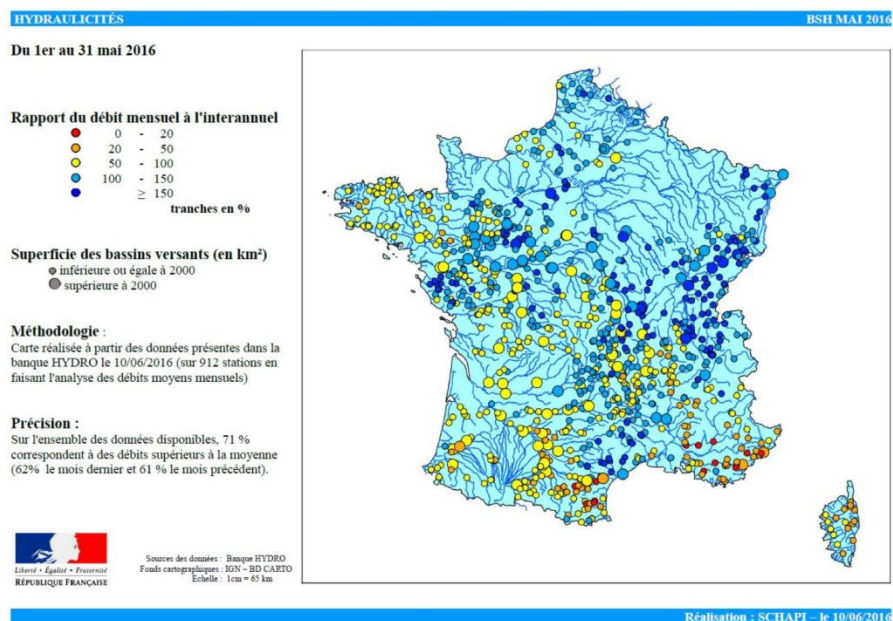 HYDRAULICITÉS
BSH MAI 2016
Du 1er au 31 mai 2016
Rapport du débit mensuel à l'interannuel
0 - 20
20 - 50
50 - 100
100 - 150
≥ 150
tranches en %
Superficie des bassins versants (en km²)
inférieure ou égale à 2000
supérieure à 2000
Méthodologie :
Carte réalisée à partir des données présentes dans la
banque HYDRO le 10/06/2016 (sur 912 stations en
faisant l'analyse des débits moyens mensuels)
Précision :
Sur l'ensemble des données disponibles, 71 %
correspondent à des débits supérieurs à la moyenne
(62% le mois dernier et 61 % le mois précédent).
Liberté • Égalité • Fraternité
RÉPUBLIQUE FRANÇAISE
Sources des données : Banque HYDRO
Fonds cartographiques : IGN – BD CARTO
Echelle : 1cm = 65 km
Réalisation : SCHAPI – le 10/06/2016